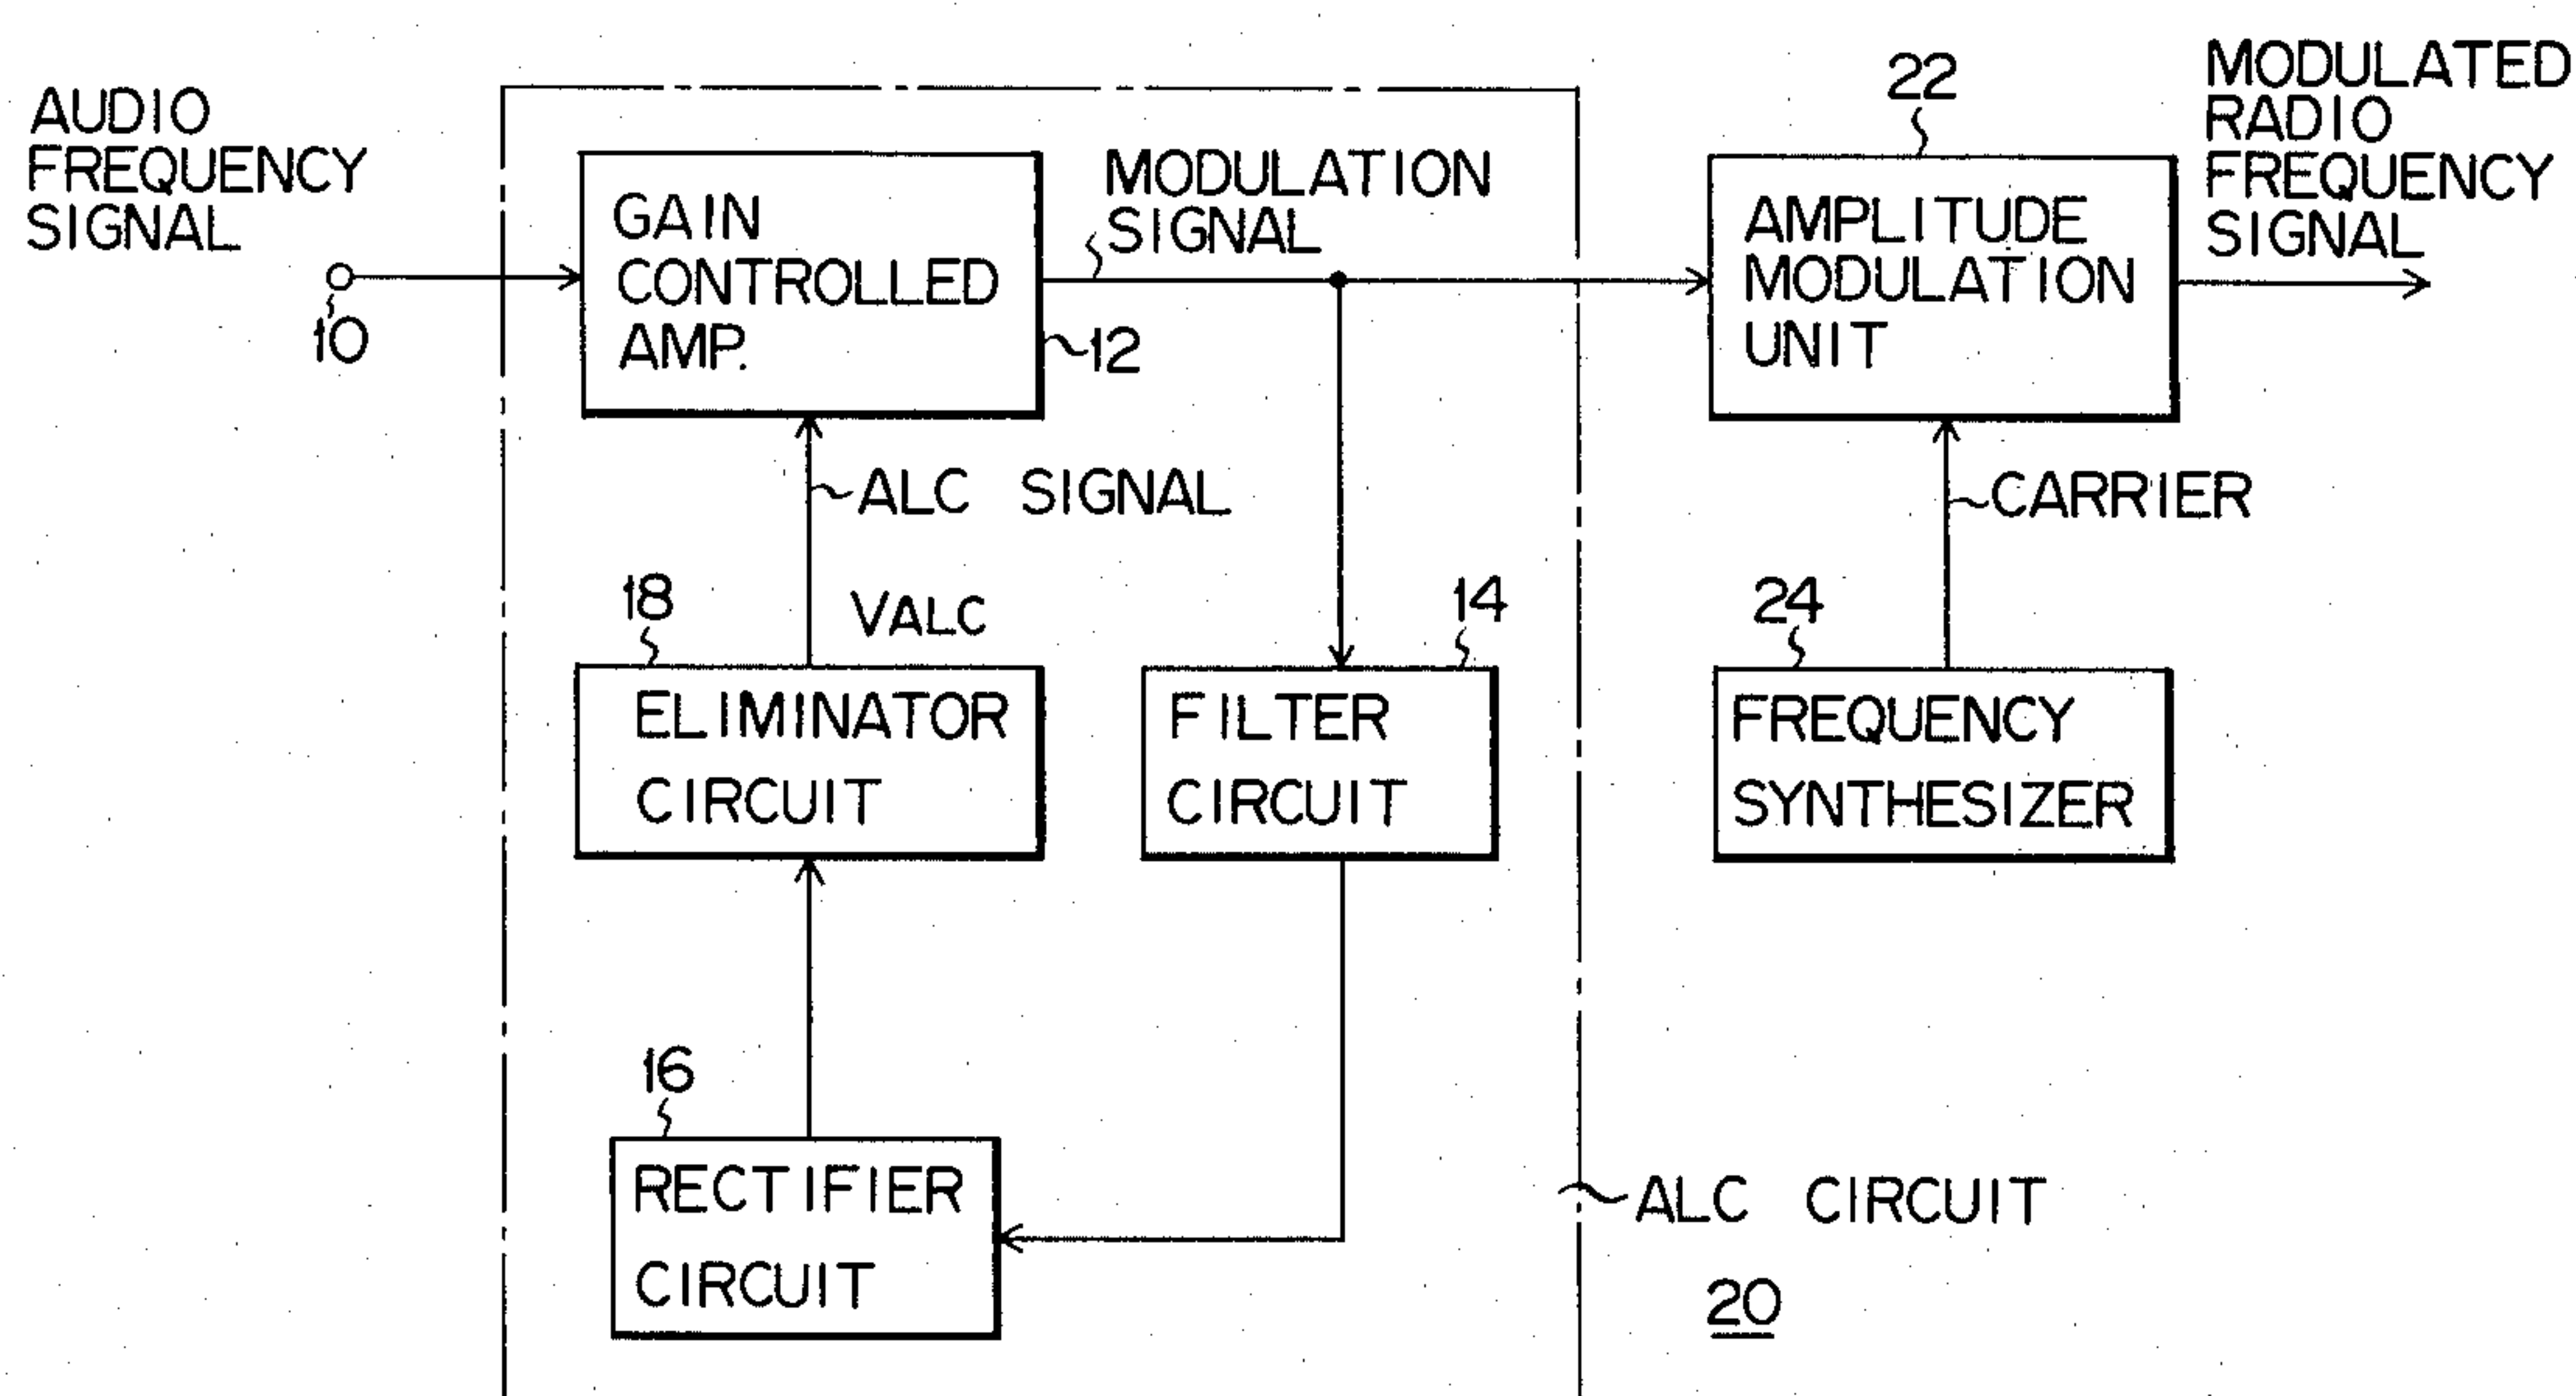 AUDIO
FREQUENCY
SIGNAL
10
GAIN
CONTROLLED
AMP.
12
MODULATION
SIGNAL
22
AMPLITUDE
MODULATION
UNIT
MODULATED
RADIO
FREQUENCY
SIGNAL
ALC SIGNAL
CARRIER
18
VALC
14
24
ELIMINATOR
CIRCUIT
FILTER
CIRCUIT
FREQUENCY
SYNTHESIZER
16
RECTIFIER
CIRCUIT
ALC CIRCUIT
20